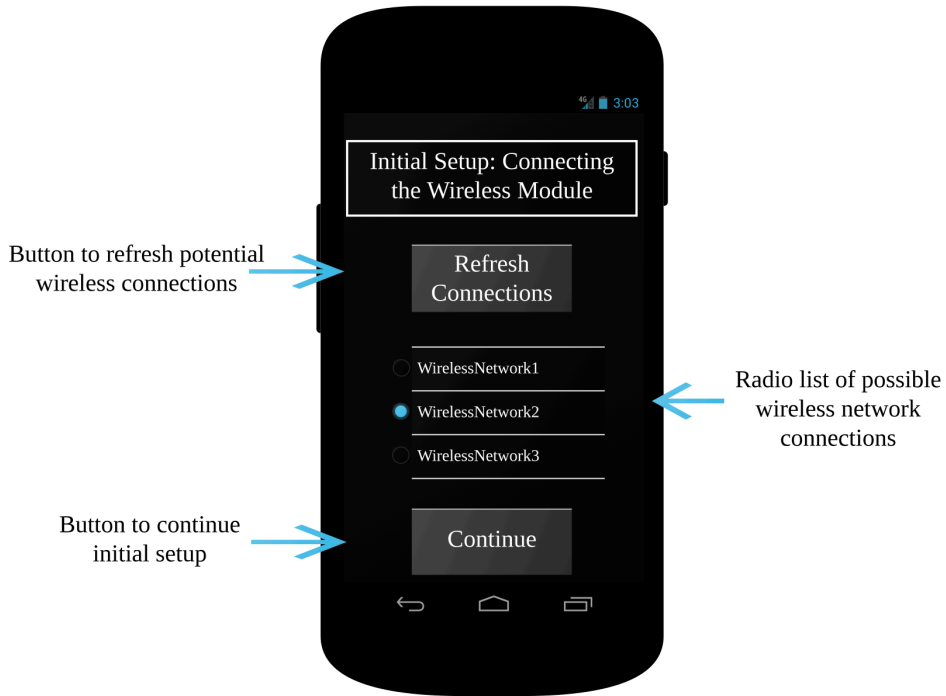 4G 3:03
Initial Setup: Connecting
the Wireless Module
Button to refresh potential
wireless connections
Refresh
Connections
WirelessNetwork1
WirelessNetwork2
WirelessNetwork3
Radio list of possible
wireless network
connections
Button to continue
initial setup
Continue